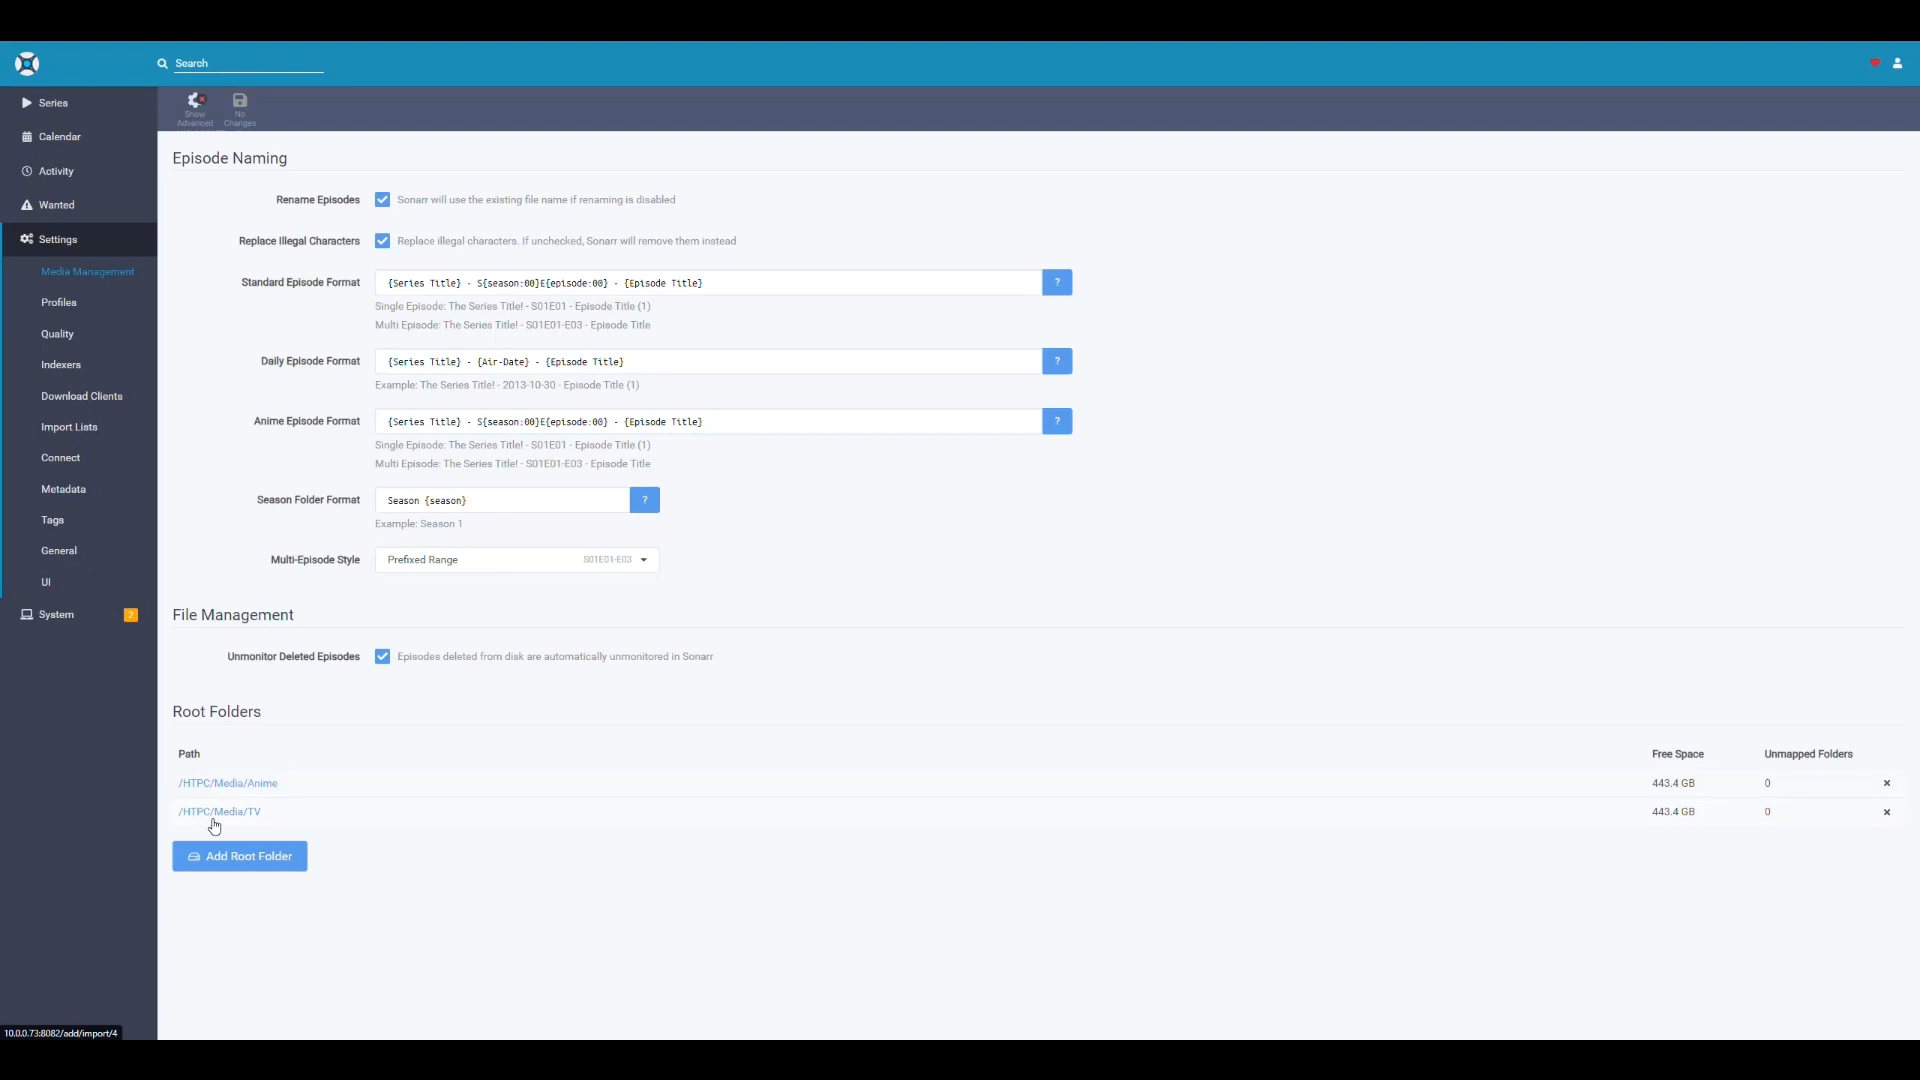 Search
Series
Calendar
Activity
Wanted
Settings
Media Management
Profiles
Quality
Indexers
Download Clients
Import Lists
Connect
Metadata
Tags
General
UI
System 2
Show
Advanced
No
Changes
Episode Naming
Rename Episodes Sonarr will use the existing file name if renaming is disabled
Replace Illegal Characters Replace illegal characters. If unchecked, Sonarr will remove them instead
Standard Episode Format {Series Title} - S{season:00}E{episode:00} - {Episode Title} ?
Single Episode: The Series Title! - S01E01 - Episode Title (1)
Multi Episode: The Series Title! - S01E01-E03 - Episode Title
Daily Episode Format {Series Title} - {Air-Date} - {Episode Title} ?
Example: The Series Title! - 2013-10-30 - Episode Title (1)
Anime Episode Format {Series Title} - S{season:00}E{episode:00} - {Episode Title} ?
Single Episode: The Series Title! - S01E01 - Episode Title (1)
Multi Episode: The Series Title! - S01E01-E03 - Episode Title
Season Folder Format Season {season} ?
Example: Season 1
Multi-Episode Style Prefixed Range S01E01-E03
File Management
Unmonitor Deleted Episodes Episodes deleted from disk are automatically unmonitored in Sonarr
Root Folders
Path Free Space Unmapped Folders
/HTPC/Media/Anime 443.4 GB 0
/HTPC/Media/TV 443.4 GB 0
Add Root Folder
10.0.0.73:8082/add/import/4